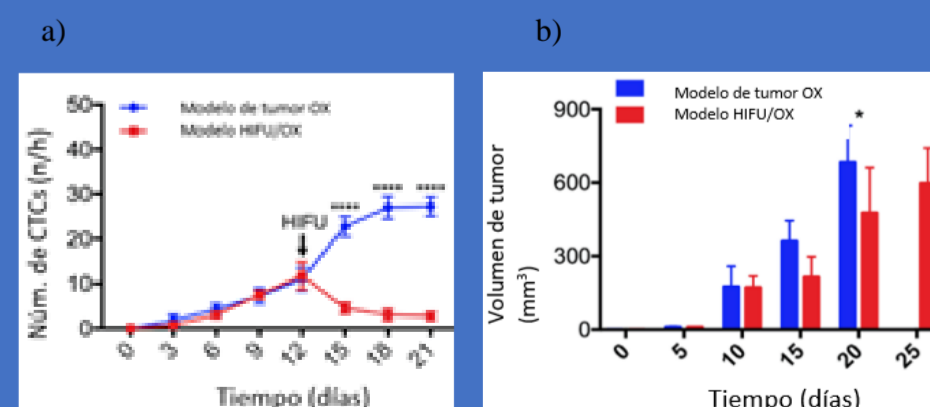 a)
b)
Modelo de tumor OX
Modelo HIFU/OX
50
40
30
20
10
0
Núm. de CTCs (n/h)
HIFU
****
****
****
0
3
6
9
12
15
18
21
Tiempo (días)
Modelo de tumor OX
Modelo HIFU/OX
900
600
300
0
Volumen de tumor
(mm³)
*
0
5
10
15
20
25
Tiempo (días)